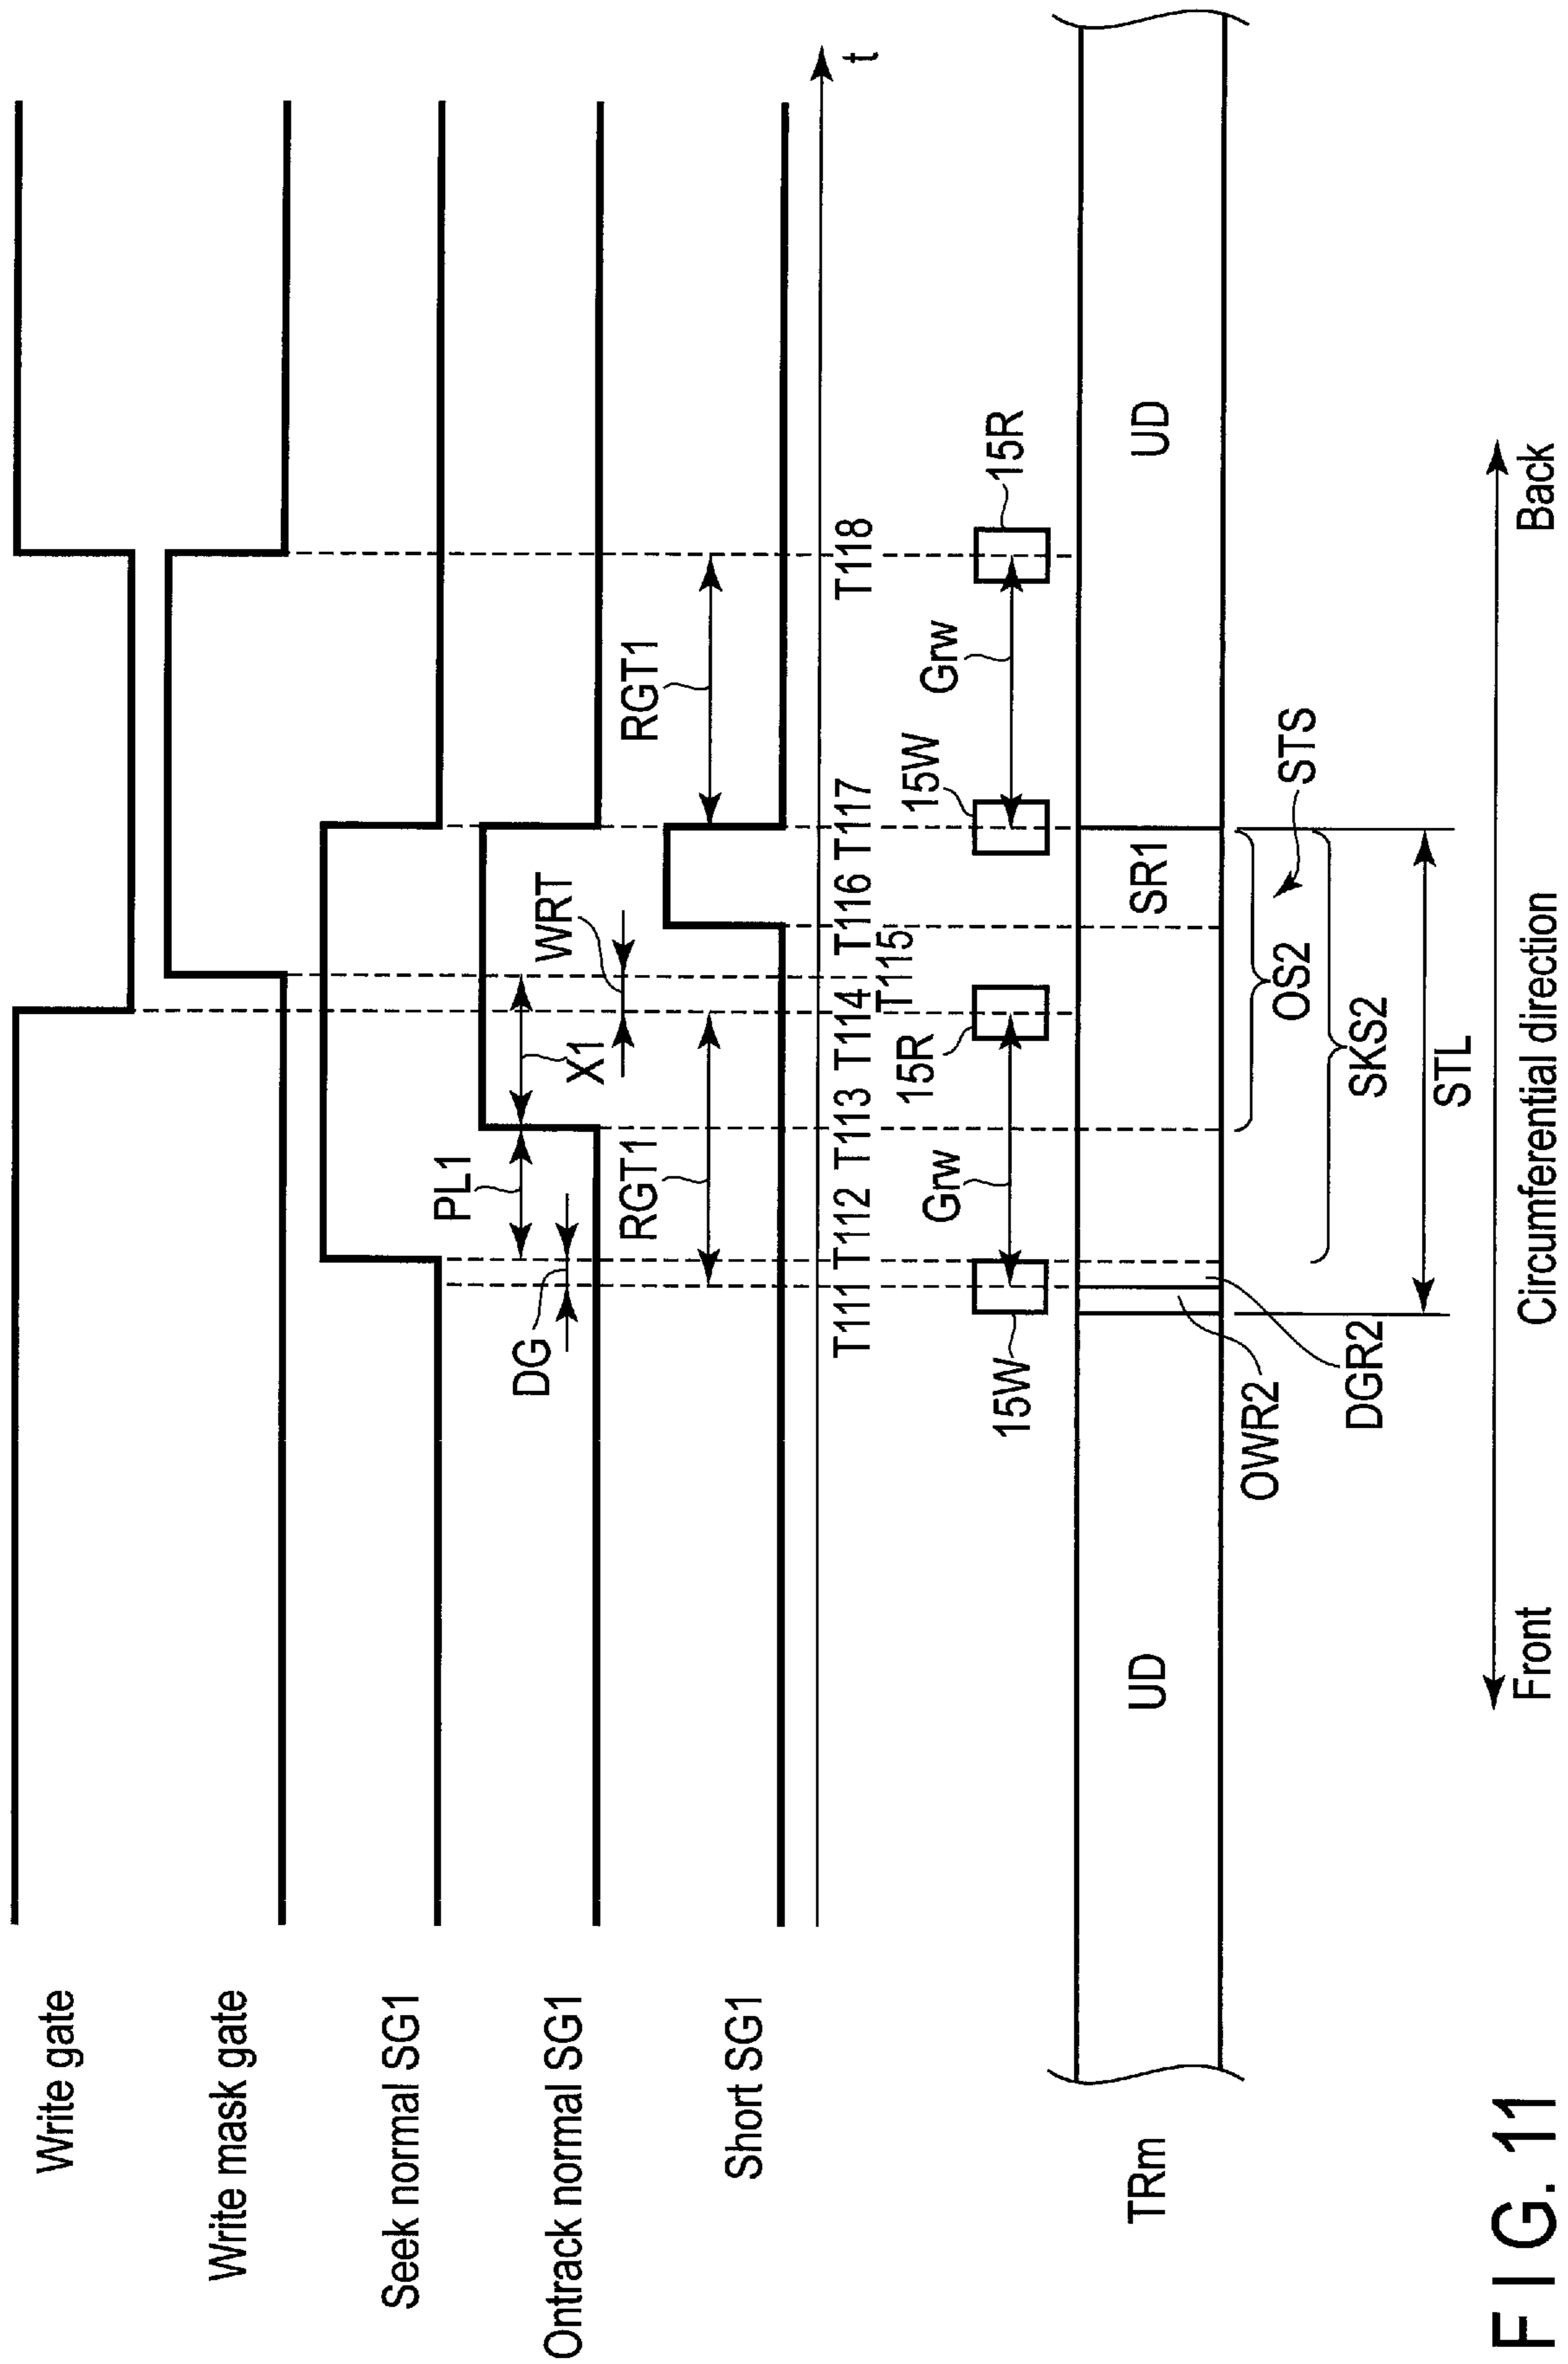 Write gate
Write mask gate
Seek normal SG1
PL1
Ontrack normal SG1
DG
X1
WRT
RGT1
RGT1
Short SG1
t
T111 T112 T113 T114 T116 T117 T118
T115
15W
Grw
15R
15W
Grw
15R
TRm
UD
SR1
UD
OWR2
DGR2
OS2
STS
SKS2
STL
Front
Circumferential direction
Back
FIG. 11